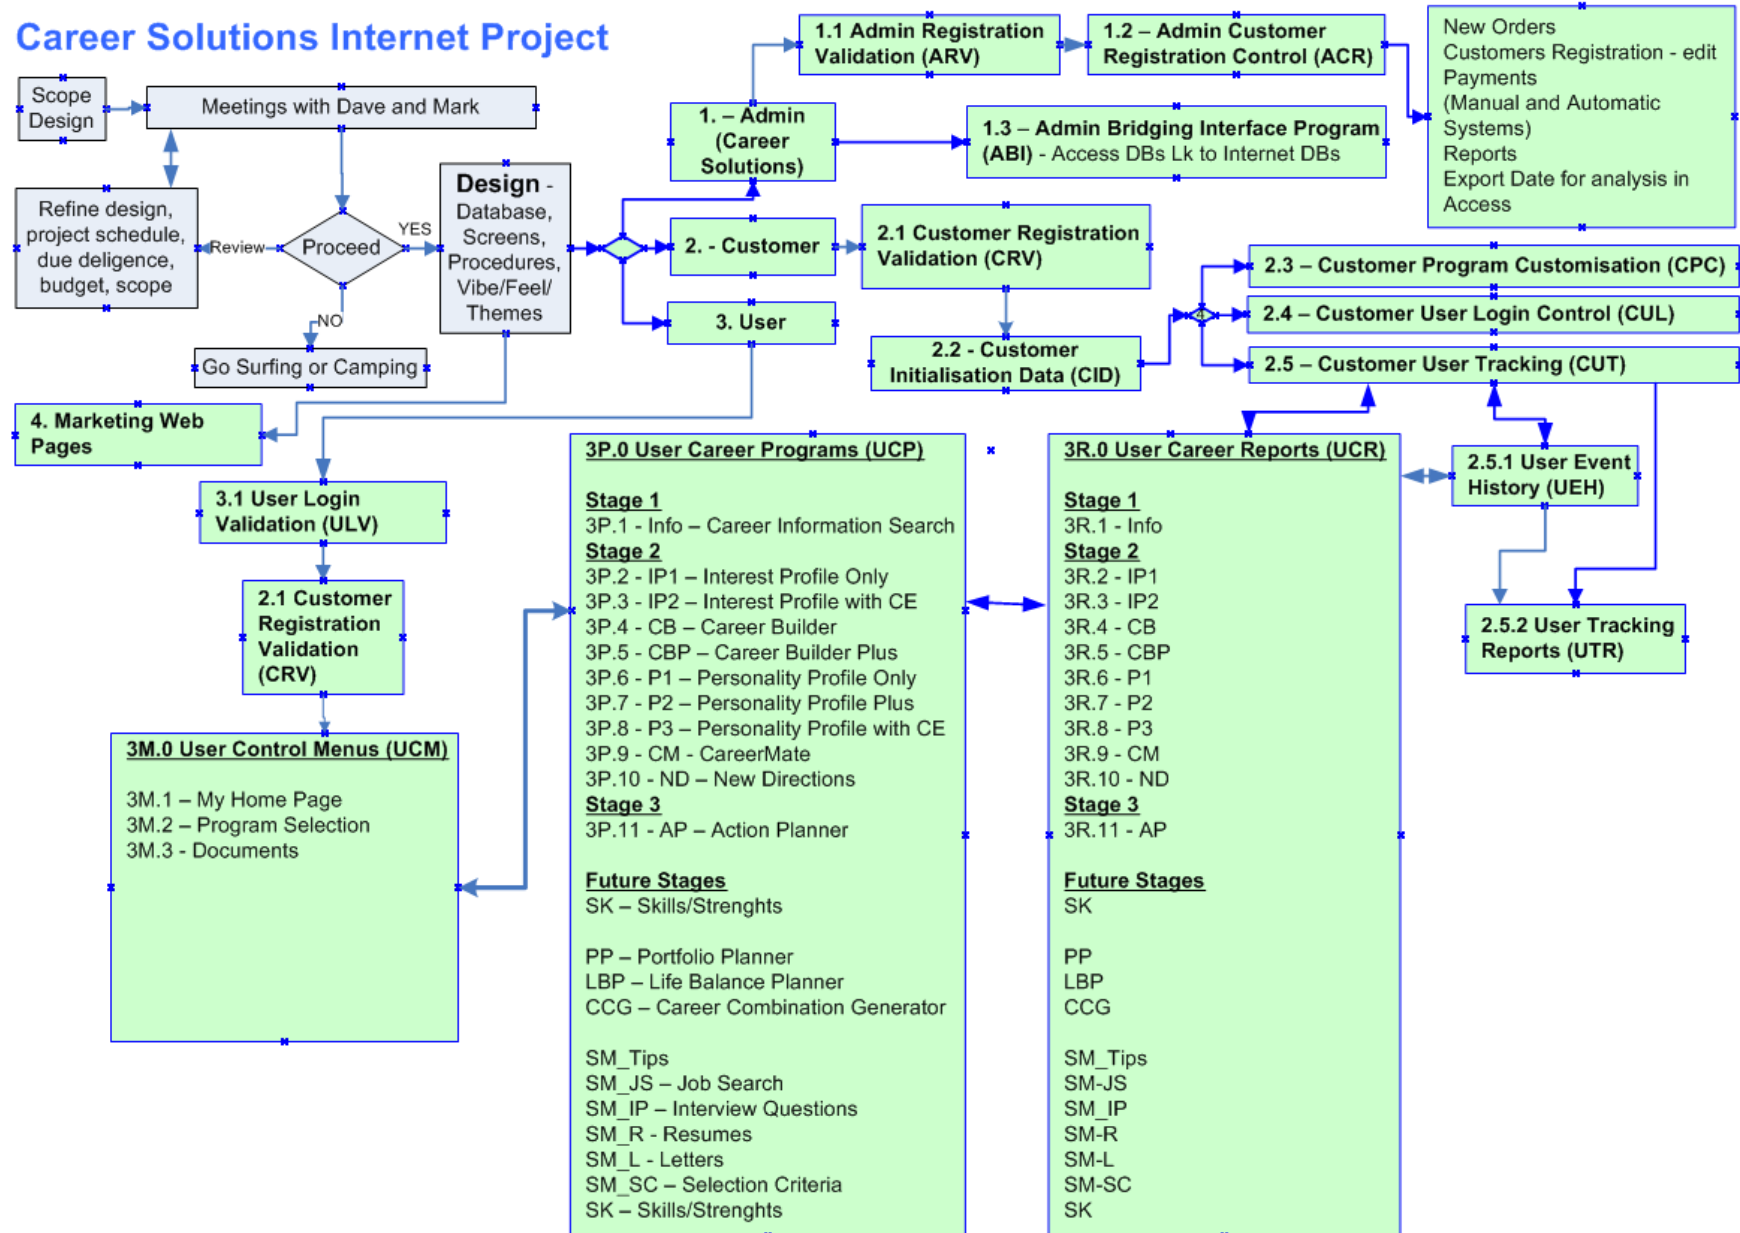 Career Solutions Internet Project
Scope
Design
Meetings with Dave and Mark
Refine design,
project schedule,
due deligence,
budget, scope
Review
Proceed
YES
NO
Go Surfing or Camping
Design -
Database,
Screens,
Procedures,
Vibe/Feel/
Themes
1. – Admin
(Career
Solutions)
1.1 Admin Registration
Validation (ARV)
1.2 – Admin Customer
Registration Control (ACR)
New Orders
Customers Registration - edit
Payments
(Manual and Automatic
Systems)
Reports
Export Date for analysis in
Access
1.3 – Admin Bridging Interface Program
(ABI) - Access DBs Lk to Internet DBs
2. - Customer
2.1 Customer Registration
Validation (CRV)
2.2 - Customer
Initialisation Data (CID)
4
2.3 – Customer Program Customisation (CPC)
2.4 – Customer User Login Control (CUL)
2.5 – Customer User Tracking (CUT)
3. User
4. Marketing Web
Pages
3.1 User Login
Validation (ULV)
2.1 Customer
Registration
Validation
(CRV)
3M.0 User Control Menus (UCM)
3M.1 – My Home Page
3M.2 – Program Selection
3M.3 - Documents
3P.0 User Career Programs (UCP)
Stage 1
3P.1 - Info – Career Information Search
Stage 2
3P.2 - IP1 – Interest Profile Only
3P.3 - IP2 – Interest Profile with CE
3P.4 - CB – Career Builder
3P.5 - CBP – Career Builder Plus
3P.6 - P1 – Personality Profile Only
3P.7 - P2 – Personality Profile Plus
3P.8 - P3 – Personality Profile with CE
3P.9 - CM - CareerMate
3P.10 - ND – New Directions
Stage 3
3P.11 - AP – Action Planner
Future Stages
SK – Skills/Strenghts
PP – Portfolio Planner
LBP – Life Balance Planner
CCG – Career Combination Generator
SM_Tips
SM_JS – Job Search
SM_IP – Interview Questions
SM_R - Resumes
SM_L - Letters
SM_SC – Selection Criteria
SK – Skills/Strenghts
3R.0 User Career Reports (UCR)
Stage 1
3R.1 - Info
Stage 2
3R.2 - IP1
3R.3 - IP2
3R.4 - CB
3R.5 - CBP
3R.6 - P1
3R.7 - P2
3R.8 - P3
3R.9 - CM
3R.10 - ND
Stage 3
3R.11 - AP
Future Stages
SK
PP
LBP
CCG
SM_Tips
SM-JS
SM_IP
SM-R
SM-L
SM-SC
SK
2.5.1 User Event
History (UEH)
2.5.2 User Tracking
Reports (UTR)